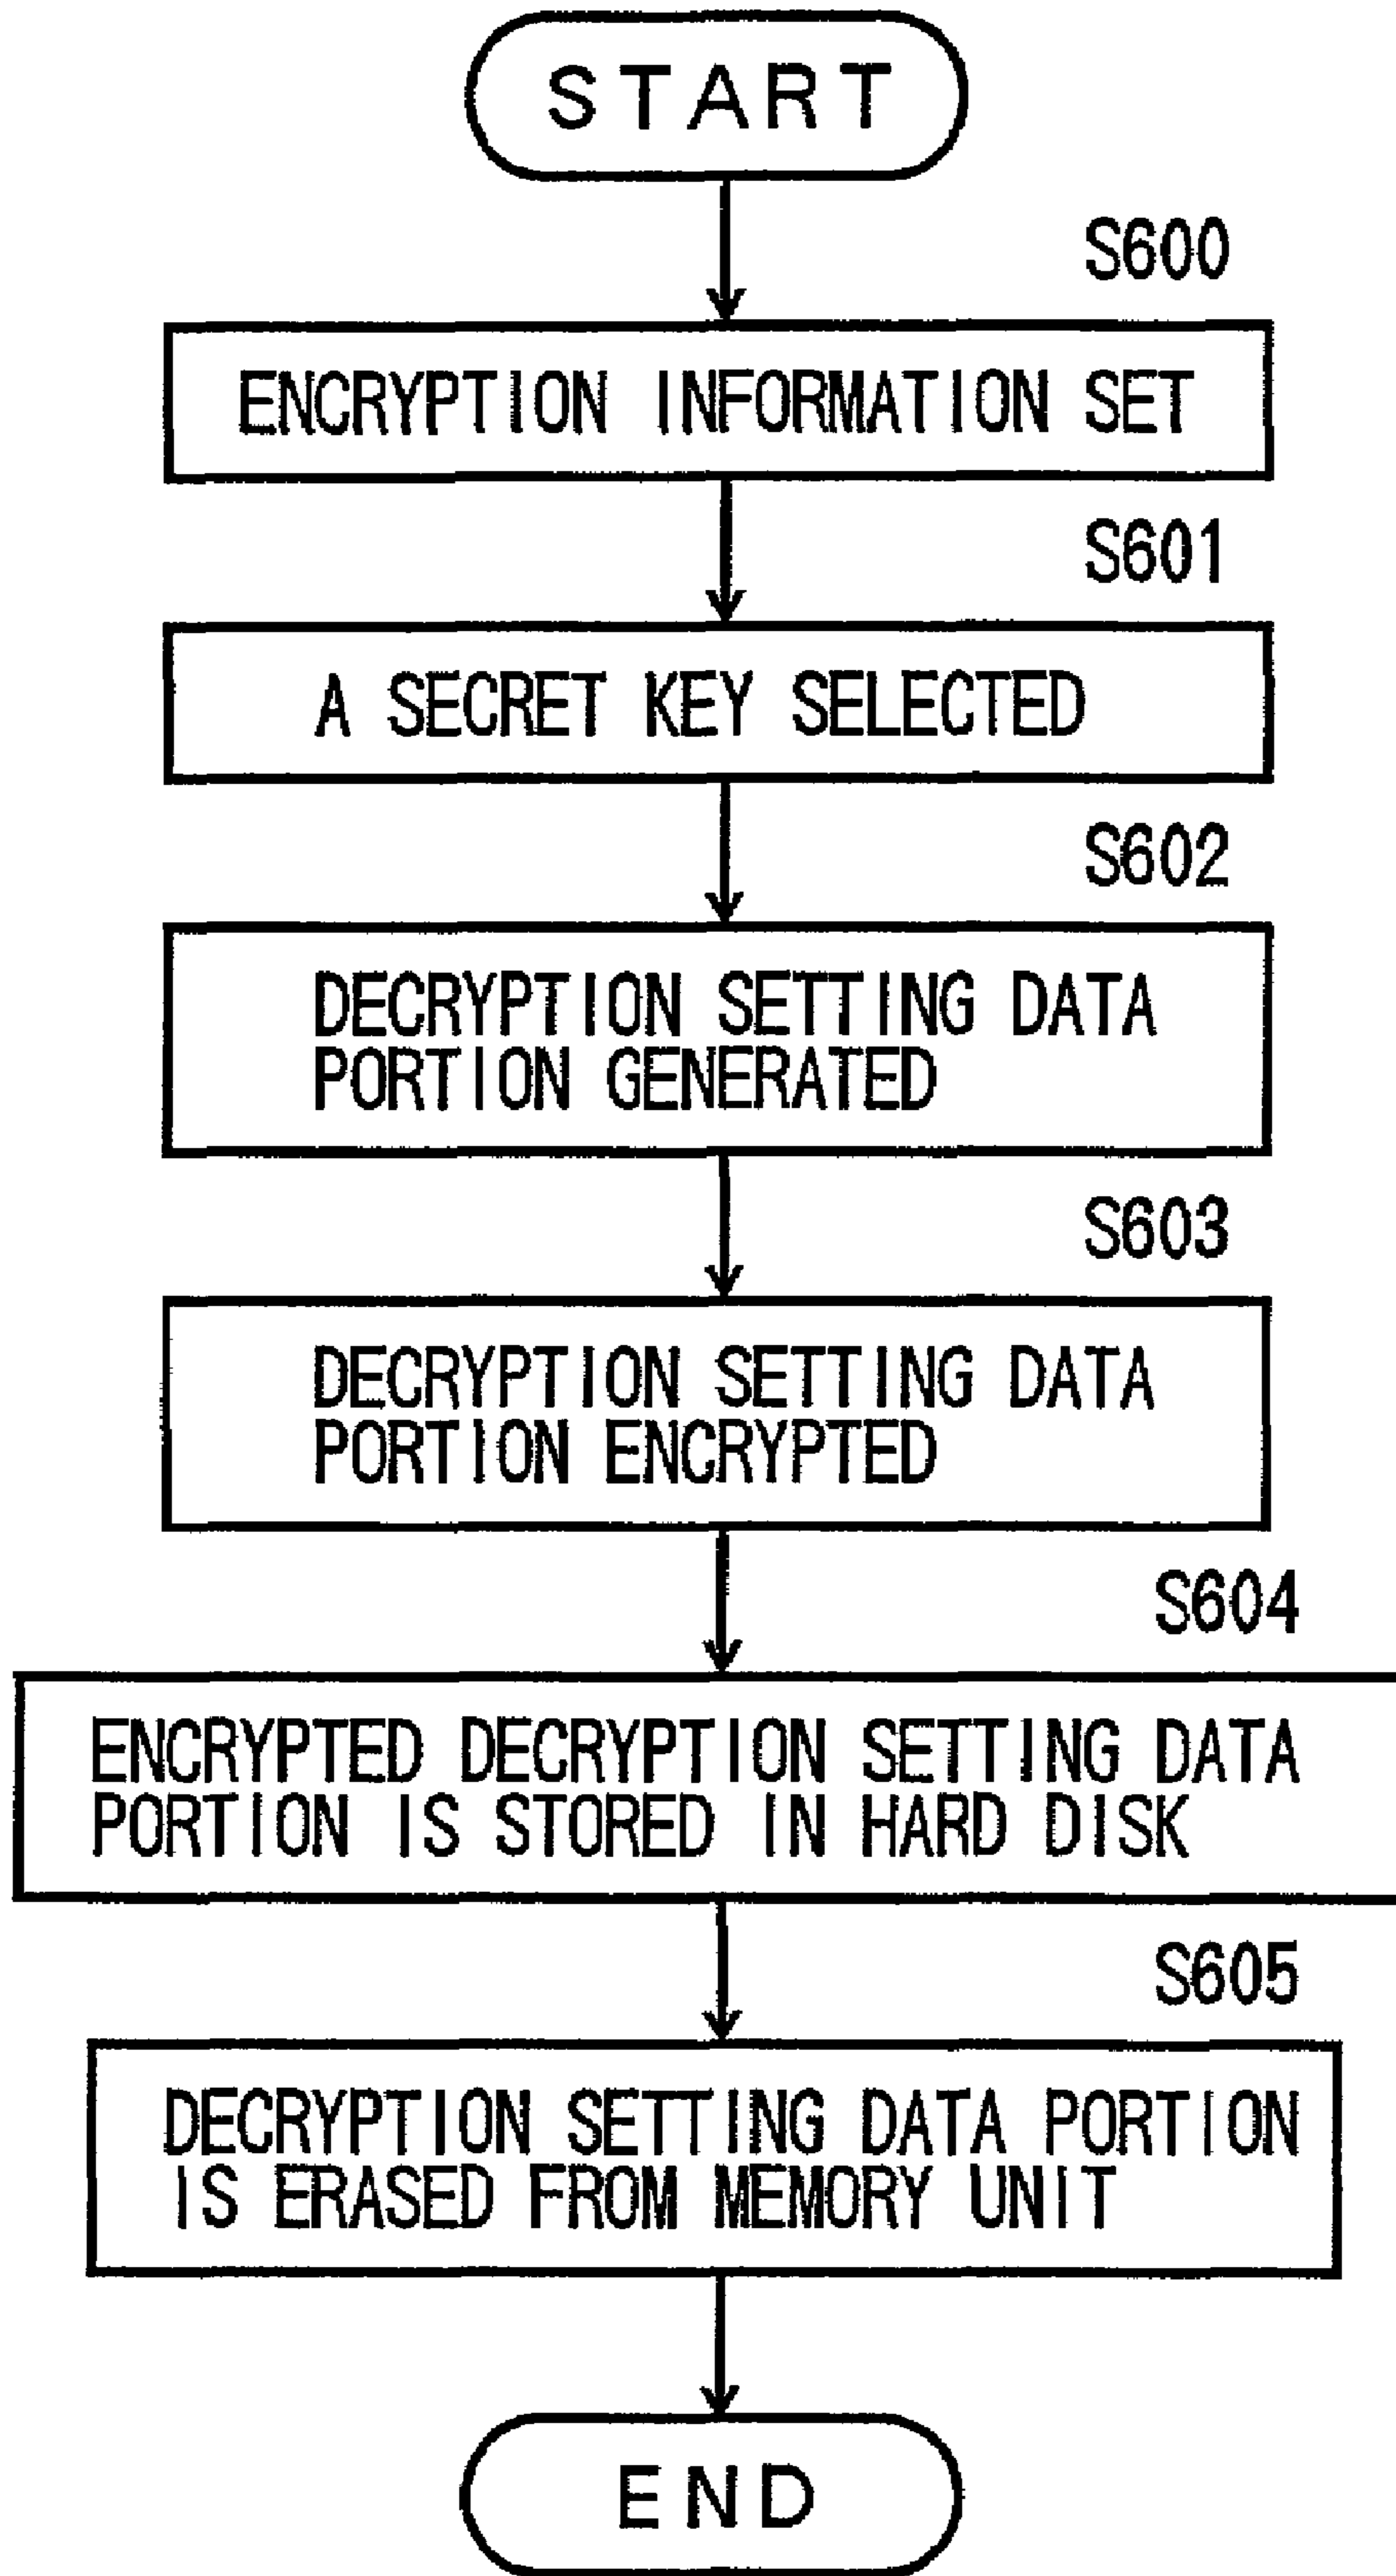 START
S600
ENCRYPTION INFORMATION SET
S601
A SECRET KEY SELECTED
S602
DECRYPTION SETTING DATA
PORTION GENERATED
S603
DECRYPTION SETTING DATA
PORTION ENCRYPTED
S604
ENCRYPTED DECRYPTION SETTING DATA
PORTION IS STORED IN HARD DISK
S605
DECRYPTION SETTING DATA PORTION
IS ERASED FROM MEMORY UNIT
END